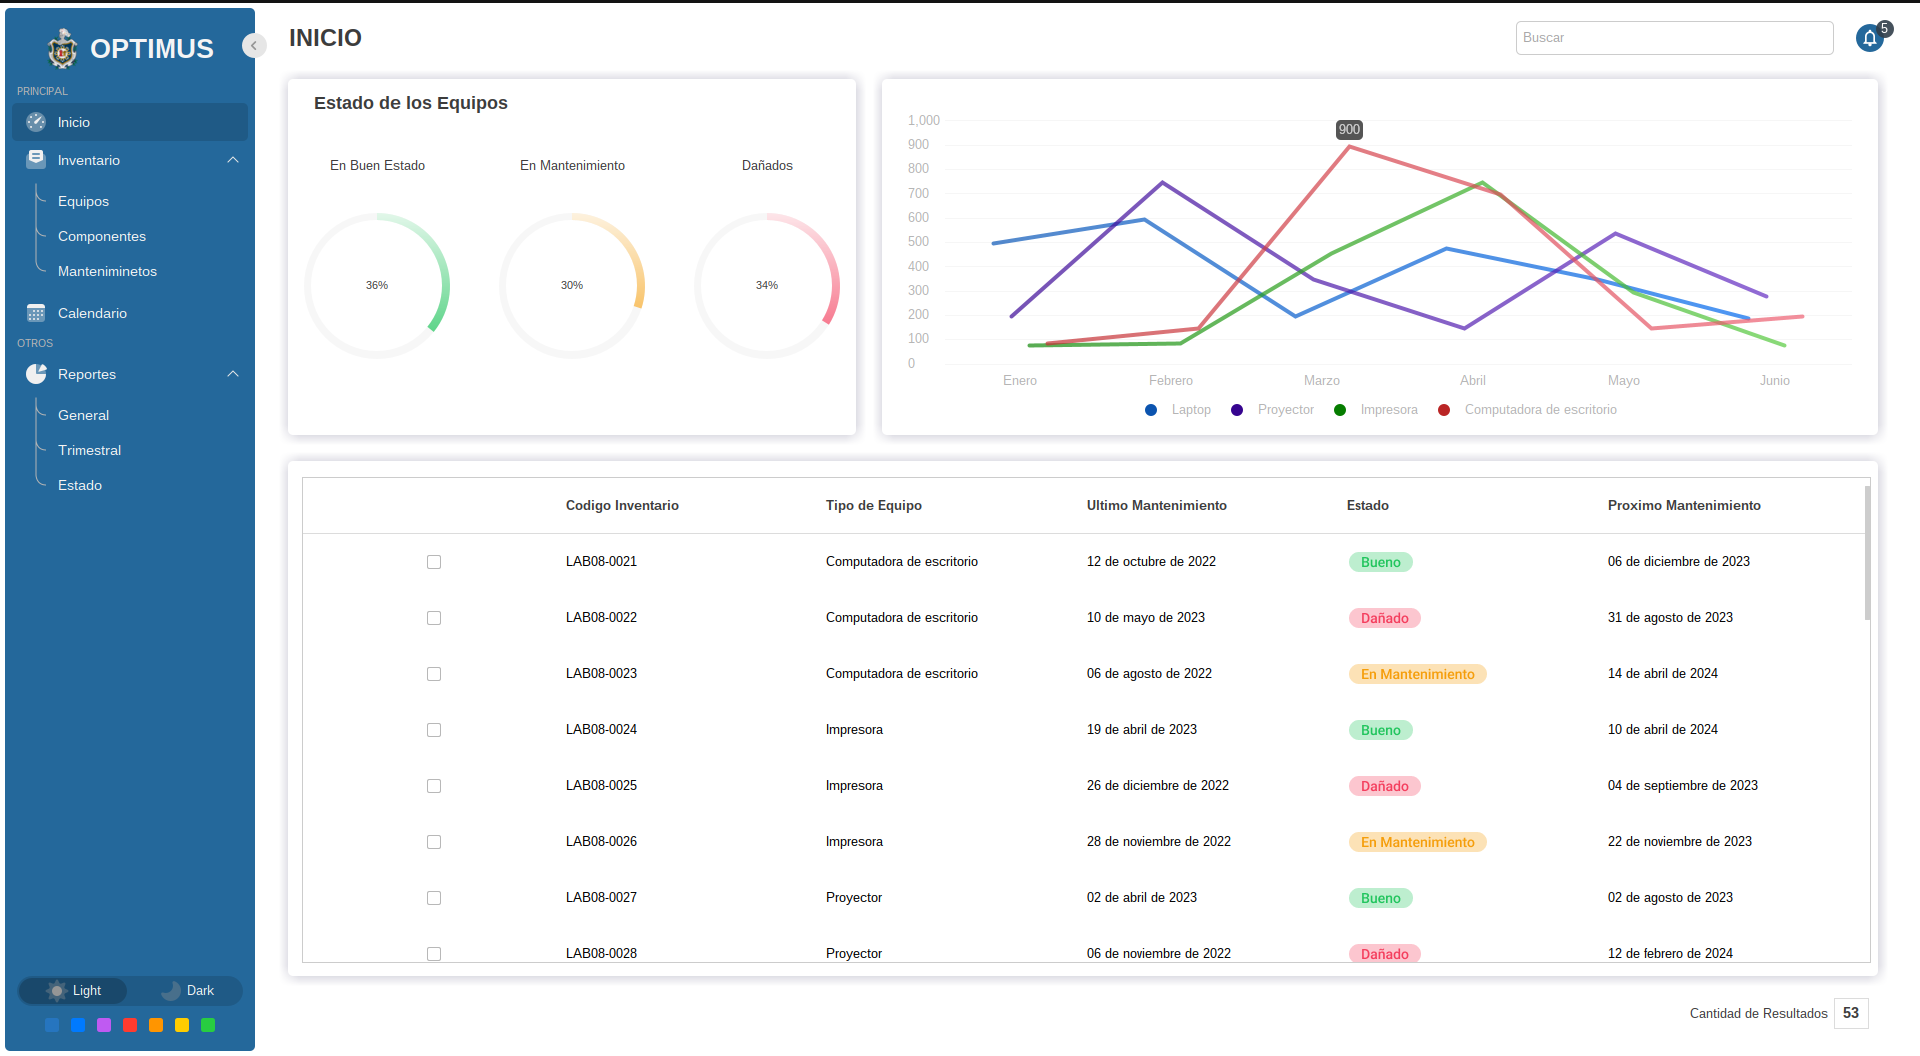 OPTIMUS
PRINCIPAL
Inicio
Inventario
Equipos
Componentes
Manteniminetos
Calendario
OTROS
Reportes
General
Trimestral
Estado
Light Dark
INICIO
Buscar
5
Estado de los Equipos
En Buen Estado En Mantenimiento Dañados
36% 30% 34%
1,000
900
800
700
600
500
400
300
200
100
0
900
Enero Febrero Marzo Abril Mayo Junio
Laptop Proyector Impresora Computadora de escritorio
Codigo Inventario Tipo de Equipo Ultimo Mantenimiento Estado Proximo Mantenimiento
LAB08-0021 Computadora de escritorio 12 de octubre de 2022 Bueno 06 de diciembre de 2023
LAB08-0022 Computadora de escritorio 10 de mayo de 2023 Dañado 31 de agosto de 2023
LAB08-0023 Computadora de escritorio 06 de agosto de 2022 En Mantenimiento 14 de abril de 2024
LAB08-0024 Impresora 19 de abril de 2023 Bueno 10 de abril de 2024
LAB08-0025 Impresora 26 de diciembre de 2022 Dañado 04 de septiembre de 2023
LAB08-0026 Impresora 28 de noviembre de 2022 En Mantenimiento 22 de noviembre de 2023
LAB08-0027 Proyector 02 de abril de 2023 Bueno 02 de agosto de 2023
LAB08-0028 Proyector 06 de noviembre de 2022 Dañado 12 de febrero de 2024
Cantidad de Resultados 53